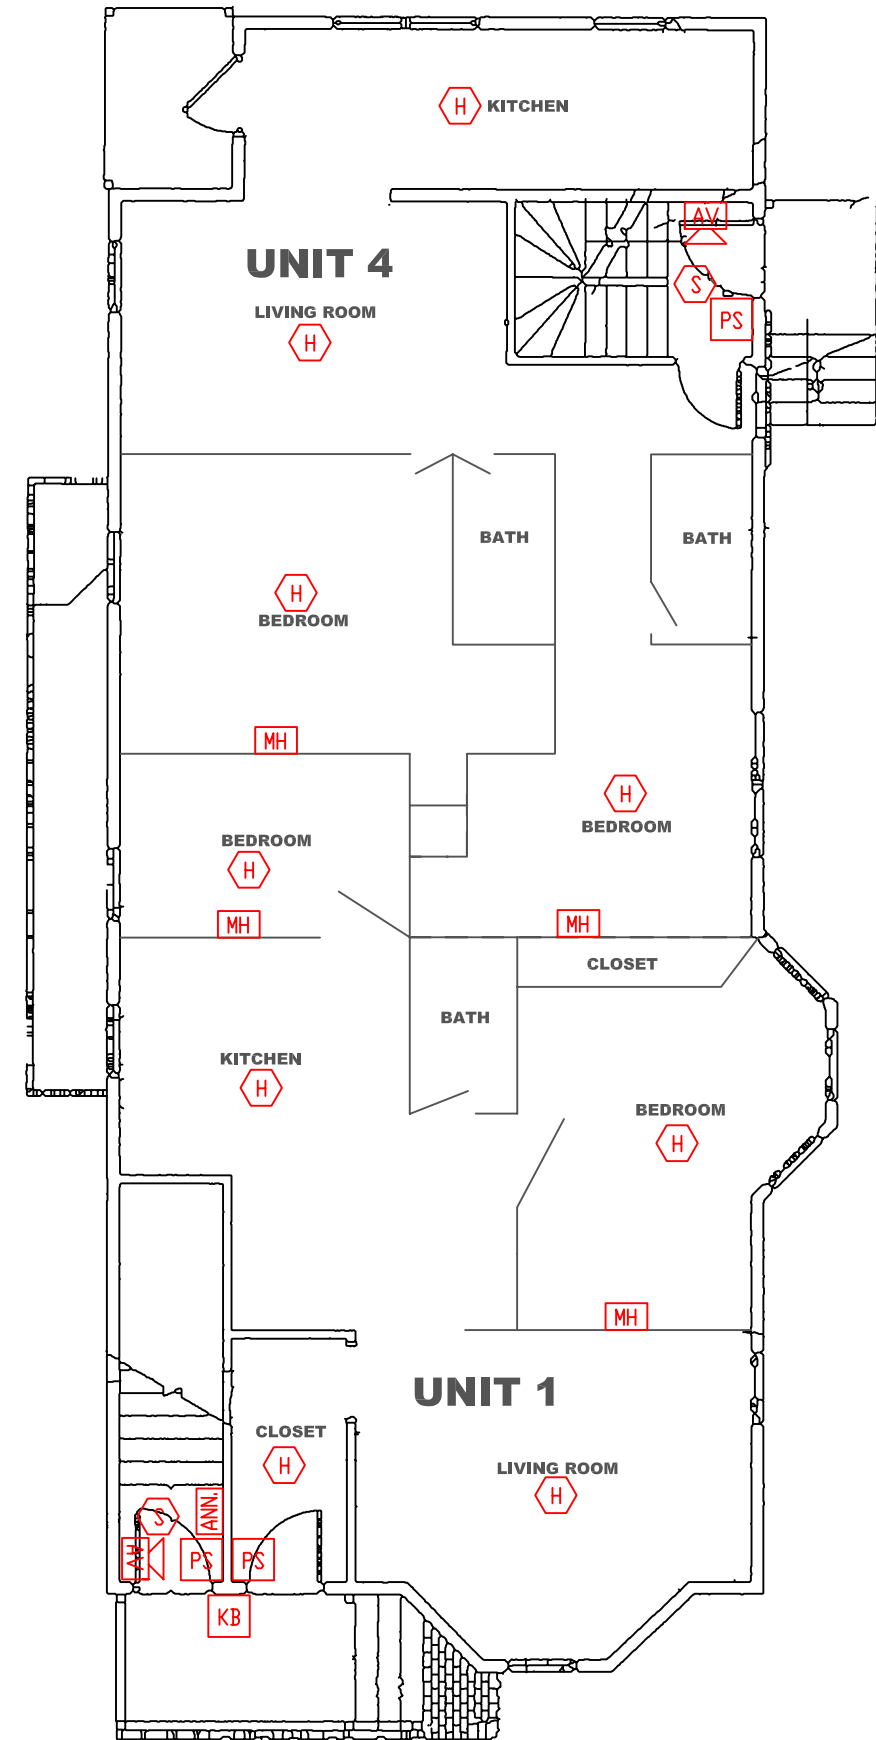 H KITCHEN
AV
UNIT 4
S
LIVING ROOM
PS
H
BATH
BATH
H
BEDROOM
MH
H
BEDROOM
BEDROOM
H
MH
MH
CLOSET
BATH
KITCHEN
H
BEDROOM
H
MH
UNIT 1
CLOSET
H
LIVING ROOM
H
ANN.
S
AV
PS
PS
KB